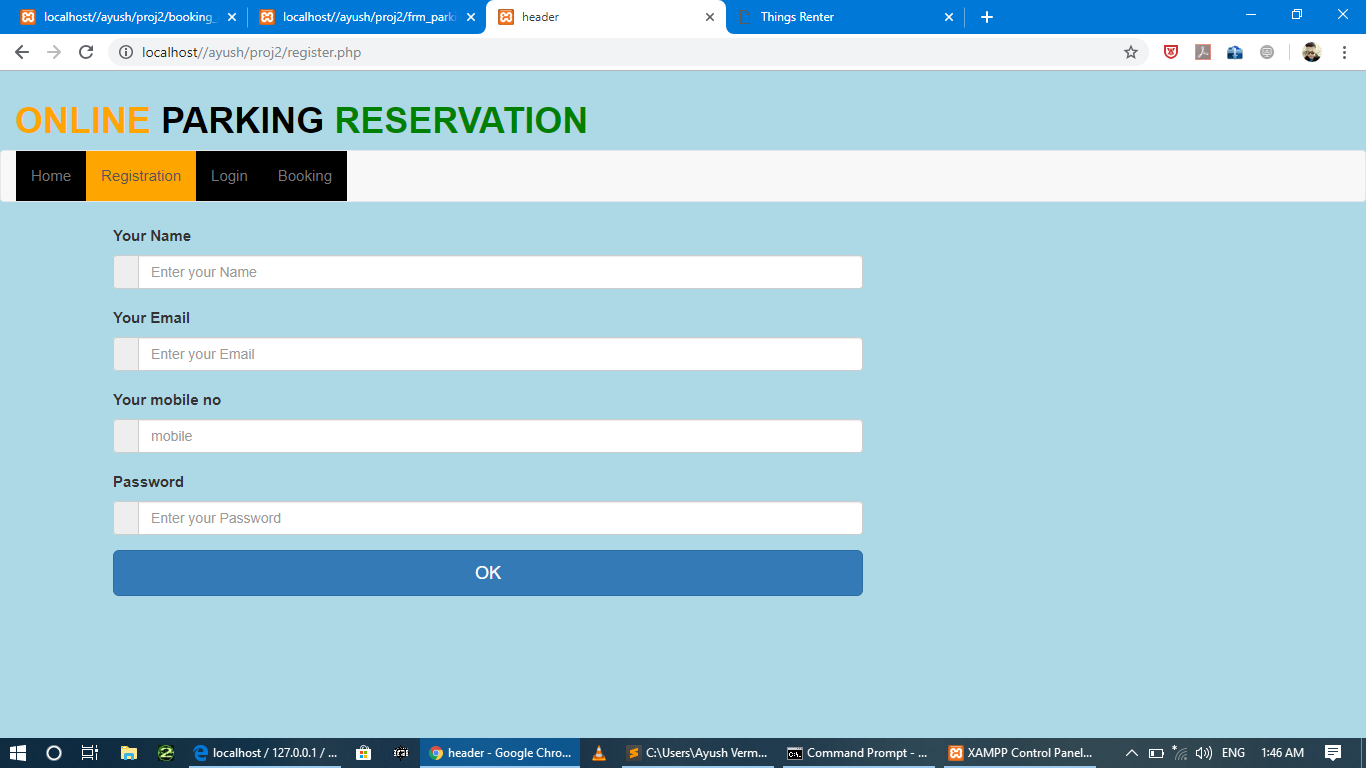 localhost//ayush/proj2/booking_
localhost//ayush/proj2/frm_parki
header
Things Renter
localhost//ayush/proj2/register.php
ONLINE PARKING RESERVATION
Home Registration Login Booking
Your Name
Enter your Name
Your Email
Enter your Email
Your mobile no
mobile
Password
Enter your Password
OK
localhost / 127.0.0.1 / ...
header - Google Chro...
C:\Users\Ayush Verm...
Command Prompt - ...
XAMPP Control Panel...
ENG
1:46 AM